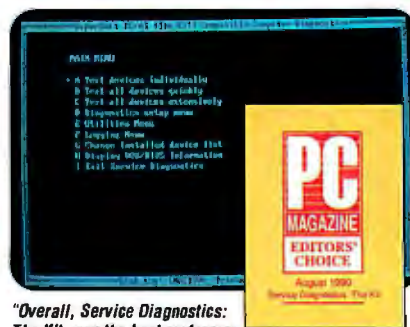 MAIN MENU
A Test devices individually
B Test all devices quickly
C Test all devices extensively
D Diagnostics setup menu
E Utilities Menu
F Logging Menu
G Change installed device list
H Display DOS/BIOS Information
I Exit Service Diagnostics
PC
MAGAZINE
EDITORS'
CHOICE
August 1990
Service Diagnostics: The Kit
"Overall, Service Diagnostics: